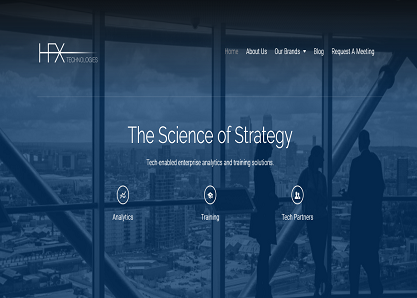 HFX
TECHNOLOGIES
Home About Us Our Brands Blog Request A Meeting
The Science of Strategy
Tech-enabled enterprise analytics and training solutions.
Analytics Training Tech Partners